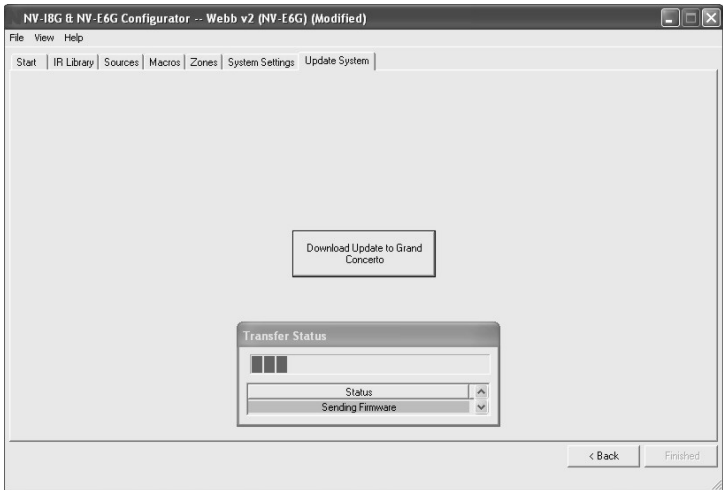 NV-I8G & NV-E6G Configurator -- Webb v2 (NV-E6G) (Modified)
File View Help
Start IR Library Sources Macros Zones System Settings Update System
Download Update to Grand
Concerto
Transfer Status
Status
Sending Firmware
< Back Finished